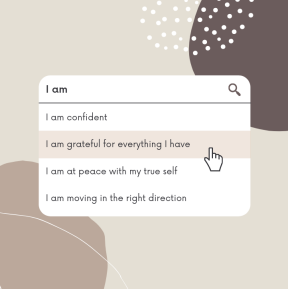 I am
I am confident
I am grateful for everything I have
I am at peace with my true self
I am moving in the right direction